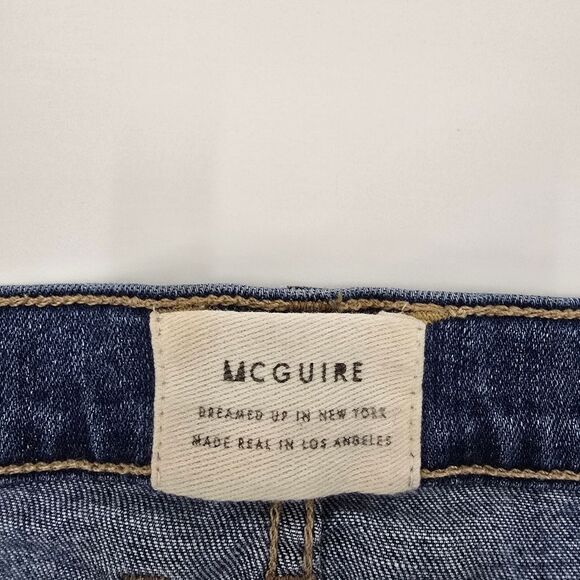 MCGUIRE
DREAMED UP IN NEW YORK
MADE REAL IN LOS ANGELES